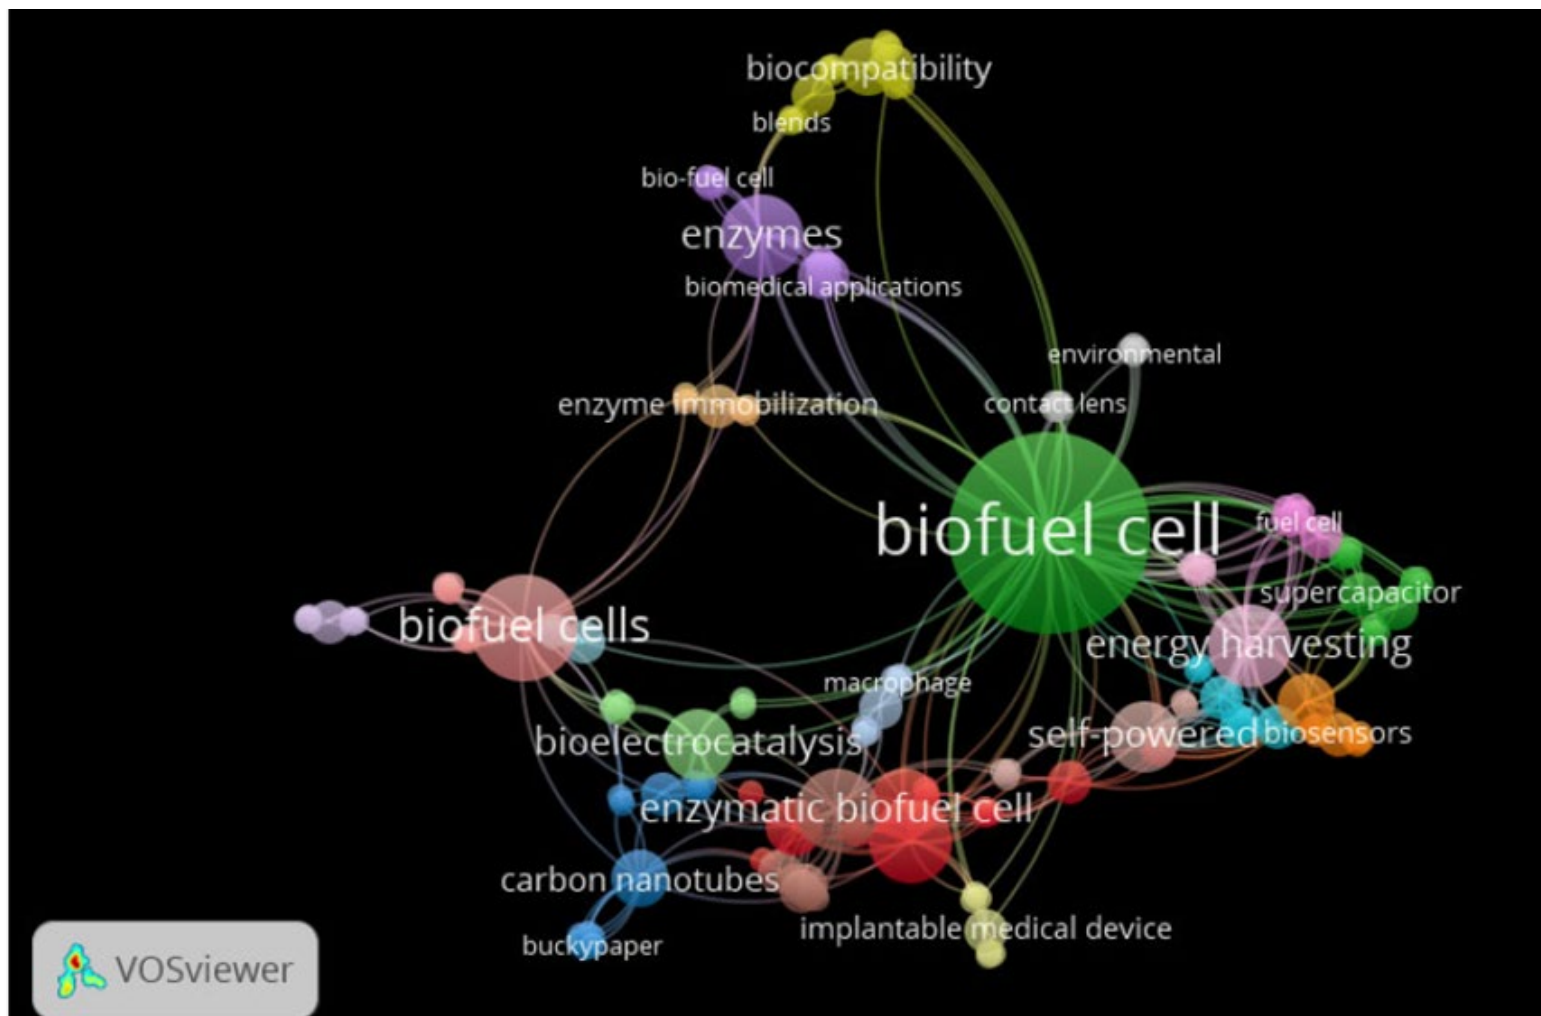 biocompatibility
blends
bio-fuel cell
enzymes
biomedical applications
environmental
contact lens
enzyme immobilization
biofuel cell
fuel cell
supercapacitor
biofuel cells
energy harvesting
macrophage
self-powered
biosensors
bioelectrocatalysis
enzymatic biofuel cell
carbon nanotubes
implantable medical device
buckypaper
VOSviewer